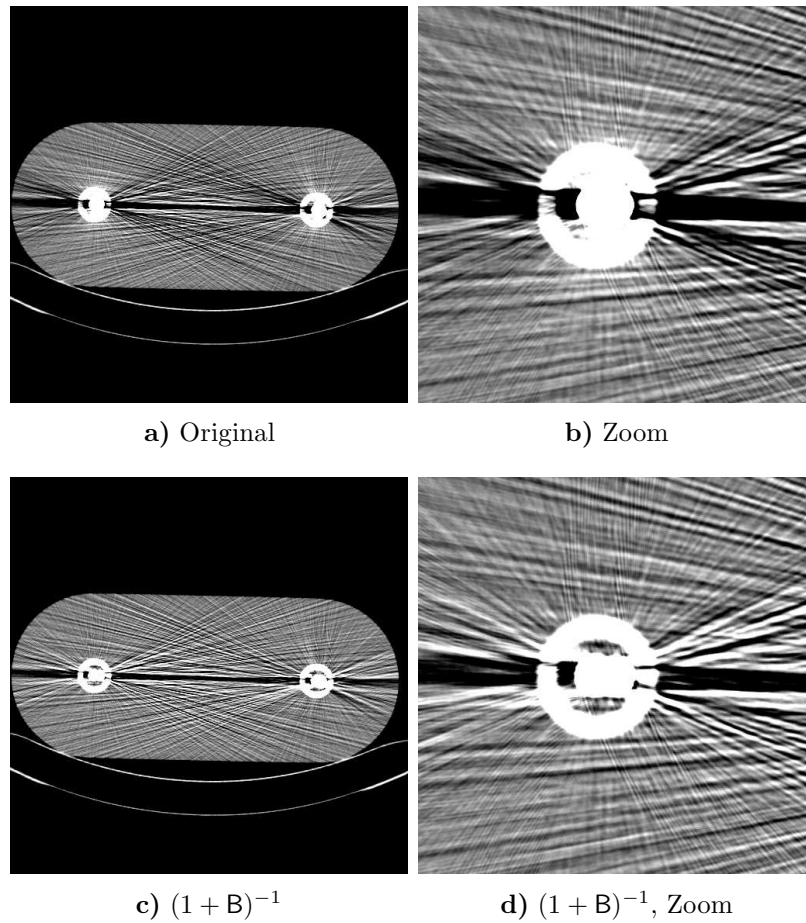 a) Original
b) Zoom
c) (1 + B)⁻¹
d) (1 + B)⁻¹, Zoom